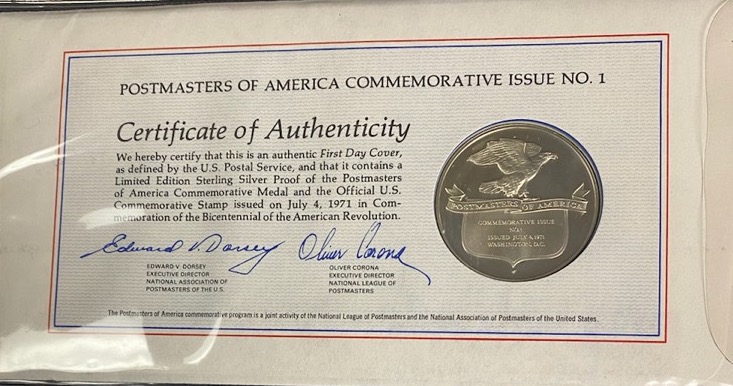 POSTMASTERS OF AMERICA COMMEMORATIVE ISSUE NO. 1
Certificate of Authenticity
We hereby certify that this is an authentic First Day Cover,
as defined by the U.S. Postal Service, and that it contains a
Limited Edition Sterling Silver Proof of the Postmasters
of America Commemorative Medal and the Official U.S.
Commemorative Stamp issued on July 4, 1971 in Com-
memoration of the Bicentennial of the American Revolution.
Edward V. Dorsey
EDWARD V. DORSEY
EXECUTIVE DIRECTOR
NATIONAL ASSOCIATION OF
POSTMASTERS OF THE U.S.
Oliver Corona
OLIVER CORONA
EXECUTIVE DIRECTOR
NATIONAL LEAGUE OF
POSTMASTERS
POSTMASTERS OF AMERICA
COMMEMORATIVE ISSUE
NO.1
ISSUED JULY 4, 1971
WASHINGTON, D.C.
The Postmasters of America commemorative program is a joint activity of the National League of Postmasters and the National Association of Postmasters of the United States.